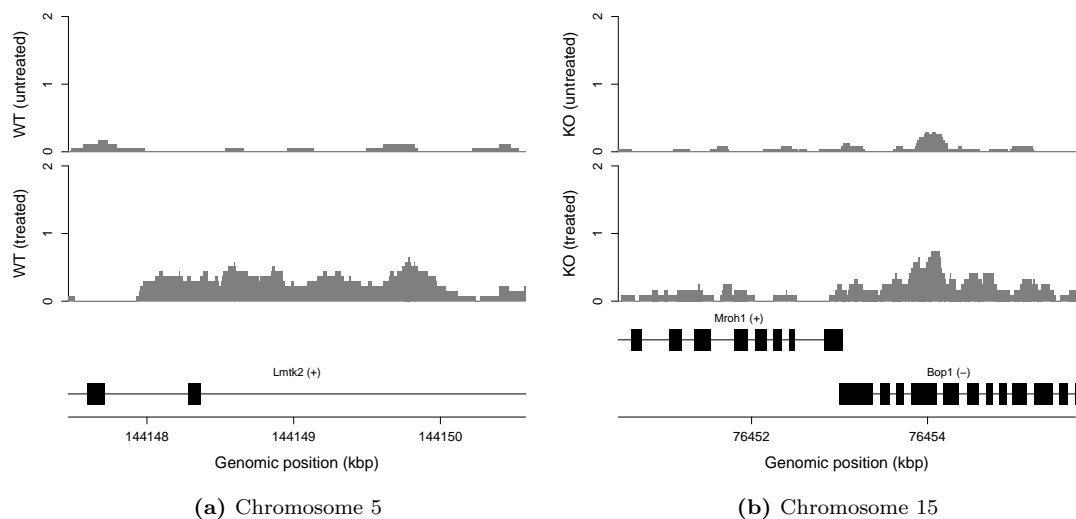 2
1
0
WT (untreated)
2
1
0
WT (treated)
Lmtk2 (+)
144148 144149 144150
Genomic position (kbp)
(a) Chromosome 5
2
1
0
KO (untreated)
2
1
0
KO (treated)
Mroh1 (+)
Bop1 (−)
76452 76454
Genomic position (kbp)
(b) Chromosome 15